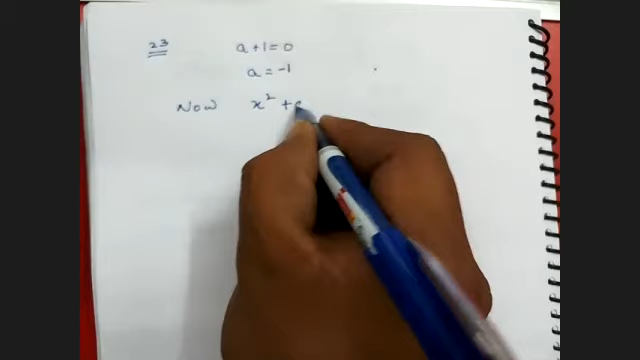 23 a + 1 = 0
a = -1
Now x² +